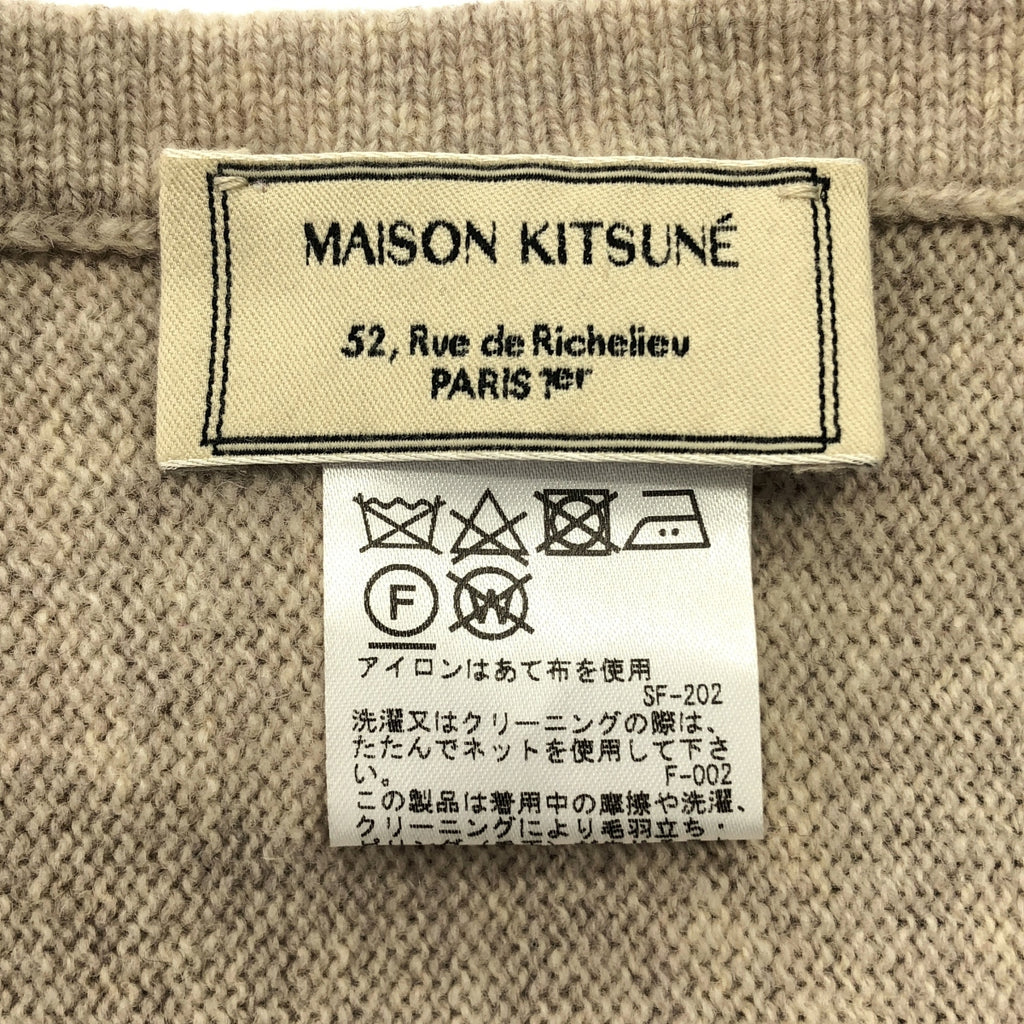 MAISON KITSUNÉ
52, Rue de Richelieu
PARIS 1er
F W
アイロンはあて布を使用
SF-202
洗濯又はクリーニングの際は、
たたんでネットを使用して下さ
い。
F-002
この製品は着用中の摩擦や洗濯、
クリーニングにより毛羽立ち・